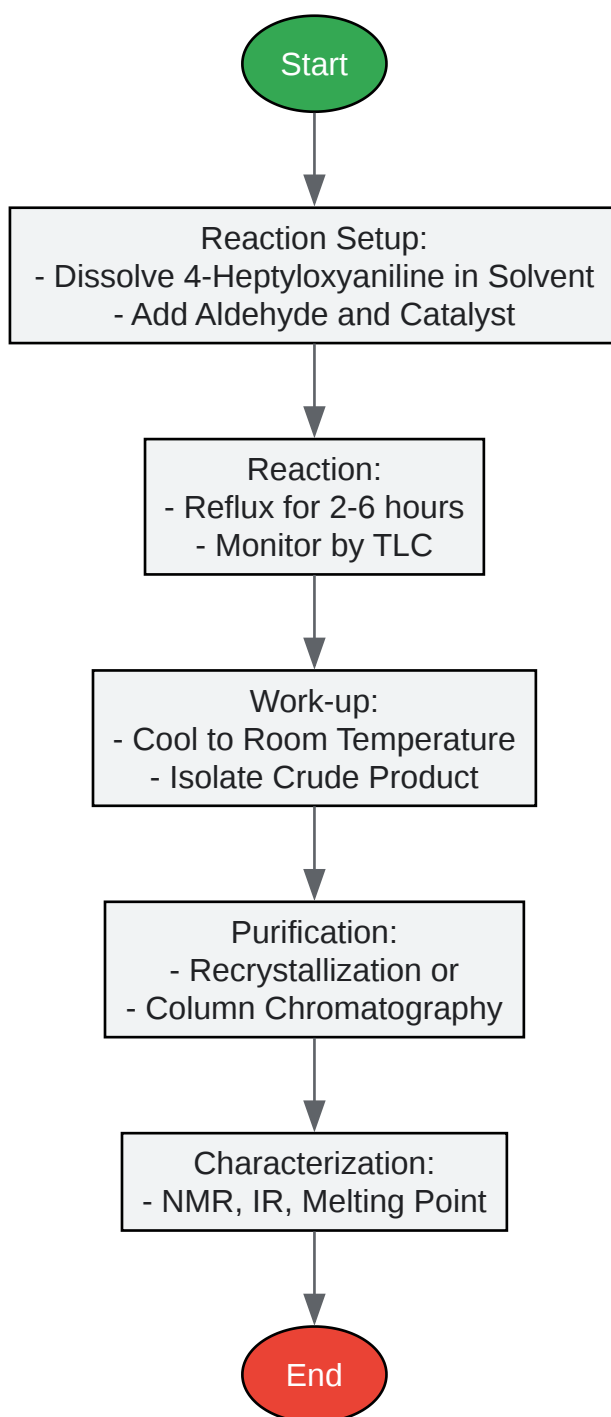 Start
Reaction Setup:
- Dissolve 4-Heptyloxyaniline in Solvent
- Add Aldehyde and Catalyst
Reaction:
- Reflux for 2-6 hours
- Monitor by TLC
Work-up:
- Cool to Room Temperature
- Isolate Crude Product
Purification:
- Recrystallization or
- Column Chromatography
Characterization:
- NMR, IR, Melting Point
End